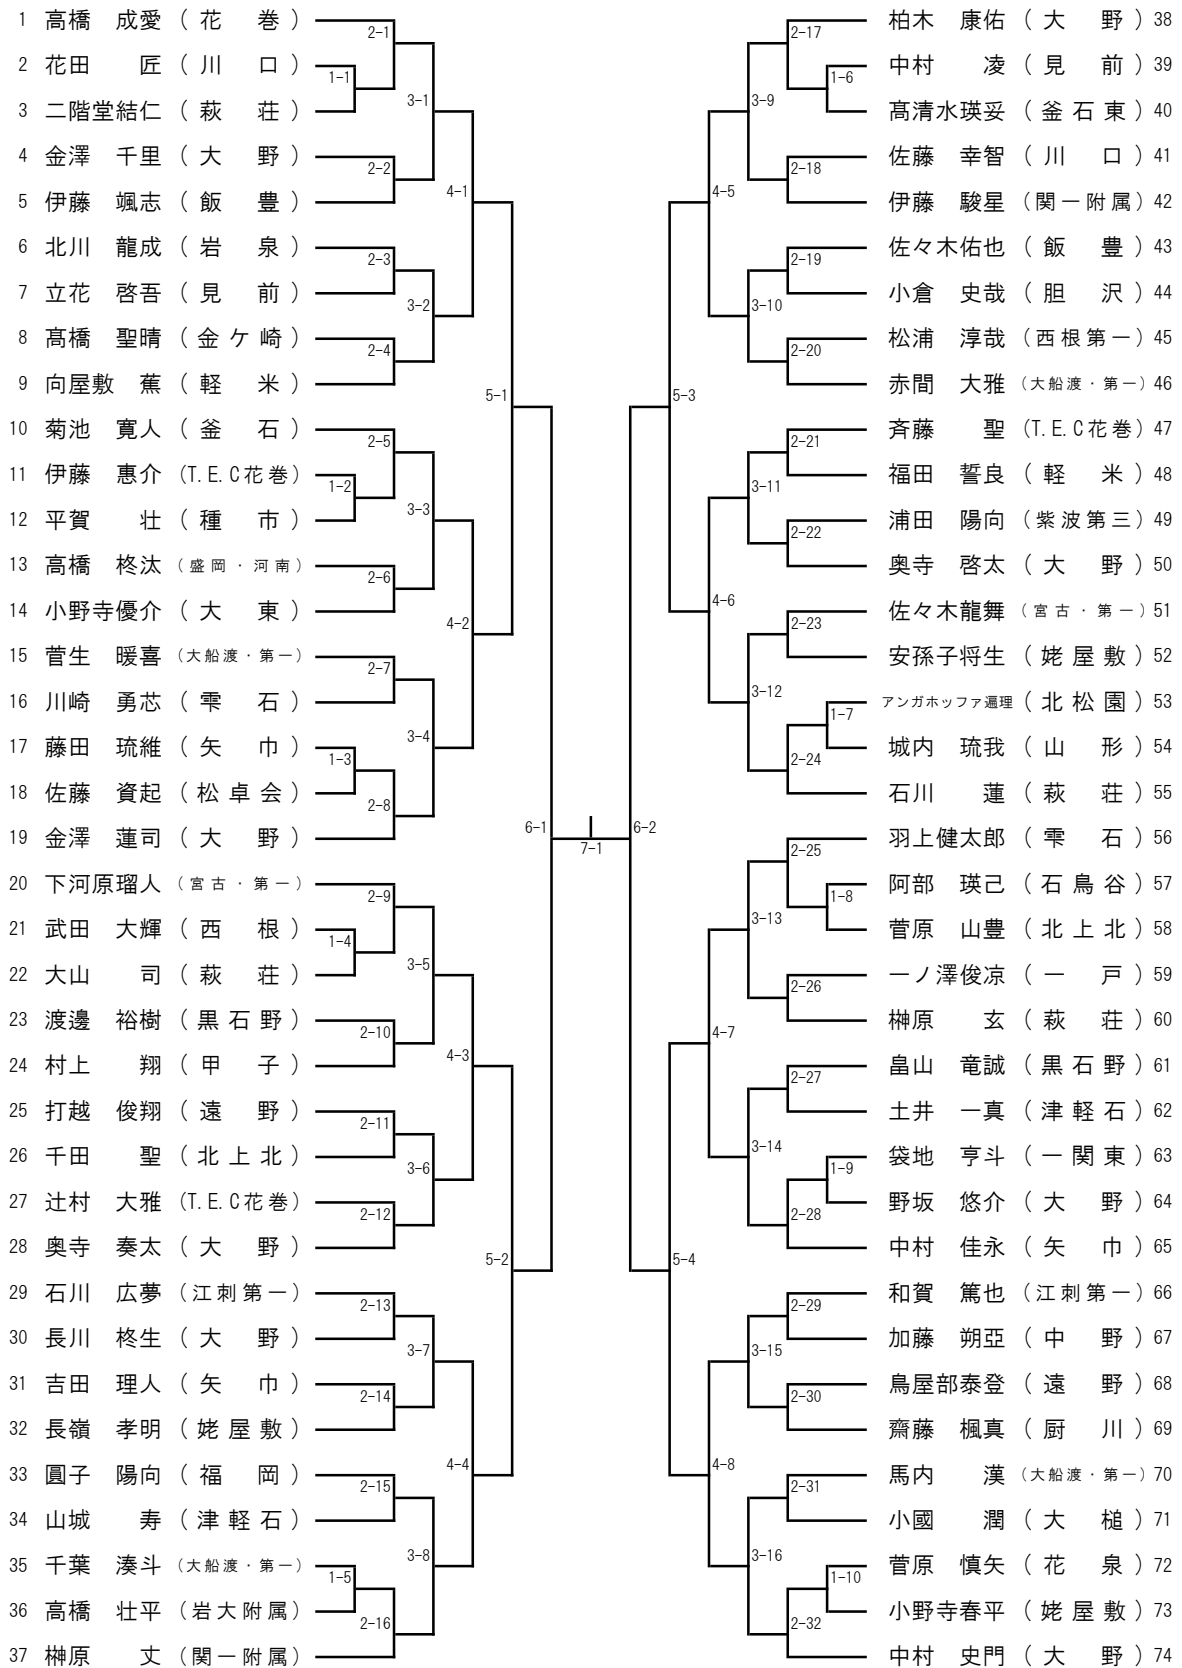 1 高橋 成愛 （ 花 巻 ）
2 花田 匠 （ 川 口 ）
3 二階堂結仁 （ 萩 荘 ）
4 金澤 千里 （ 大 野 ）
5 伊藤 颯志 （ 飯 豊 ）
6 北川 龍成 （ 岩 泉 ）
7 立花 啓吾 （ 見 前 ）
8 髙橋 聖晴 （ 金 ケ 崎 ）
9 向屋敷 蕉 （ 軽 米 ）
10 菊池 寛人 （ 釜 石 ）
11 伊藤 惠介 （T.E.C花巻）
12 平賀 壮 （ 種 市 ）
13 高橋 柊汰 （ 盛 岡 ・ 河 南 ）
14 小野寺優介 （ 大 東 ）
15 菅生 暖喜 （大船渡・第一）
16 川崎 勇芯 （ 雫 石 ）
17 藤田 琉維 （ 矢 巾 ）
18 佐藤 資起 （ 松 卓 会 ）
19 金澤 蓮司 （ 大 野 ）
20 下河原瑠人 （ 宮 古 ・ 第 一 ）
21 武田 大輝 （ 西 根 ）
22 大山 司 （ 萩 荘 ）
23 渡邊 裕樹 （ 黒 石 野 ）
24 村上 翔 （ 甲 子 ）
25 打越 俊翔 （ 遠 野 ）
26 千田 聖 （ 北 上 北 ）
27 辻村 大雅 （T.E.C花巻）
28 奥寺 奏太 （ 大 野 ）
29 石川 広夢 （ 江 刺 第 一 ）
30 長川 柊生 （ 大 野 ）
31 吉田 理人 （ 矢 巾 ）
32 長嶺 孝明 （ 姥 屋 敷 ）
33 圓子 陽向 （ 福 岡 ）
34 山城 寿 （ 津 軽 石 ）
35 千葉 湊斗 （大船渡・第一）
36 高橋 壮平 （ 岩 大 附 属 ）
37 榊原 丈 （ 関 一 附 属 ）
1-1
1-2
1-3
1-4
1-5
2-1
2-2
2-3
2-4
2-5
2-6
2-7
2-8
2-9
2-10
2-11
2-12
2-13
2-14
2-15
2-16
3-1
3-2
3-3
3-4
3-5
3-6
3-7
3-8
4-1
4-2
4-3
4-4
5-1
5-2
6-1
7-1
6-2
5-3
5-4
4-5
4-6
4-7
4-8
3-9
3-10
3-11
3-12
3-13
3-14
3-15
3-16
2-17
2-18
2-19
2-20
2-21
2-22
2-23
2-24
2-25
2-26
2-27
2-28
2-29
2-30
2-31
2-32
1-6
1-7
1-8
1-9
1-10
柏木 康佑 （ 大 野 ） 38
中村 凌 （ 見 前 ） 39
髙清水瑛妥 （ 釜 石 東 ） 40
佐藤 幸智 （ 川 口 ） 41
伊藤 駿星 （ 関 一 附 属 ） 42
佐々木佑也 （ 飯 豊 ） 43
小倉 史哉 （ 胆 沢 ） 44
松浦 淳哉 （ 西 根 第 一 ） 45
赤間 大雅 （大船渡・第一） 46
斉藤 聖 （T.E.C花巻） 47
福田 誓良 （ 軽 米 ） 48
浦田 陽向 （ 紫 波 第 三 ） 49
奥寺 啓太 （ 大 野 ） 50
佐々木龍舞 （ 宮 古 ・ 第 一 ） 51
安孫子将生 （ 姥 屋 敷 ） 52
アンガホッファ遍理 （ 北 松 園 ） 53
城内 琉我 （ 山 形 ） 54
石川 蓮 （ 萩 荘 ） 55
羽上健太郎 （ 雫 石 ） 56
阿部 瑛己 （ 石 鳥 谷 ） 57
菅原 山豊 （ 北 上 北 ） 58
一ノ澤俊凉 （ 一 戸 ） 59
榊原 玄 （ 萩 荘 ） 60
畠山 竜誠 （ 黒 石 野 ） 61
土井 一真 （ 津 軽 石 ） 62
袋地 亨斗 （ 一 関 東 ） 63
野坂 悠介 （ 大 野 ） 64
中村 佳永 （ 矢 巾 ） 65
和賀 篤也 （ 江 刺 第 一 ） 66
加藤 朔亞 （ 中 野 ） 67
鳥屋部泰登 （ 遠 野 ） 68
齋藤 楓真 （ 厨 川 ） 69
馬内 漢 （大船渡・第一） 70
小國 潤 （ 大 槌 ） 71
菅原 慎矢 （ 花 泉 ） 72
小野寺春平 （ 姥 屋 敷 ） 73
中村 史門 （ 大 野 ） 74